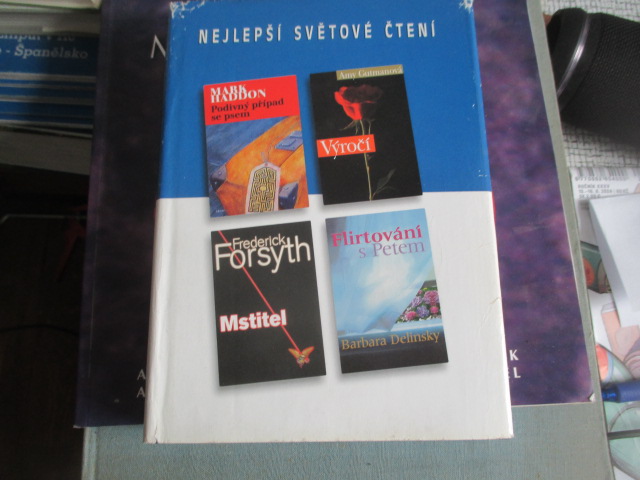 NEJLEPŠÍ SVĚTOVÉ ČTENÍ
MARK
HADDON
Podivný případ
se psem
Amy Gutmanová
Výročí
Frederick
Forsyth
Mstitel
Flirtování
s Petem
Barbara Delinsky
- Španělsko